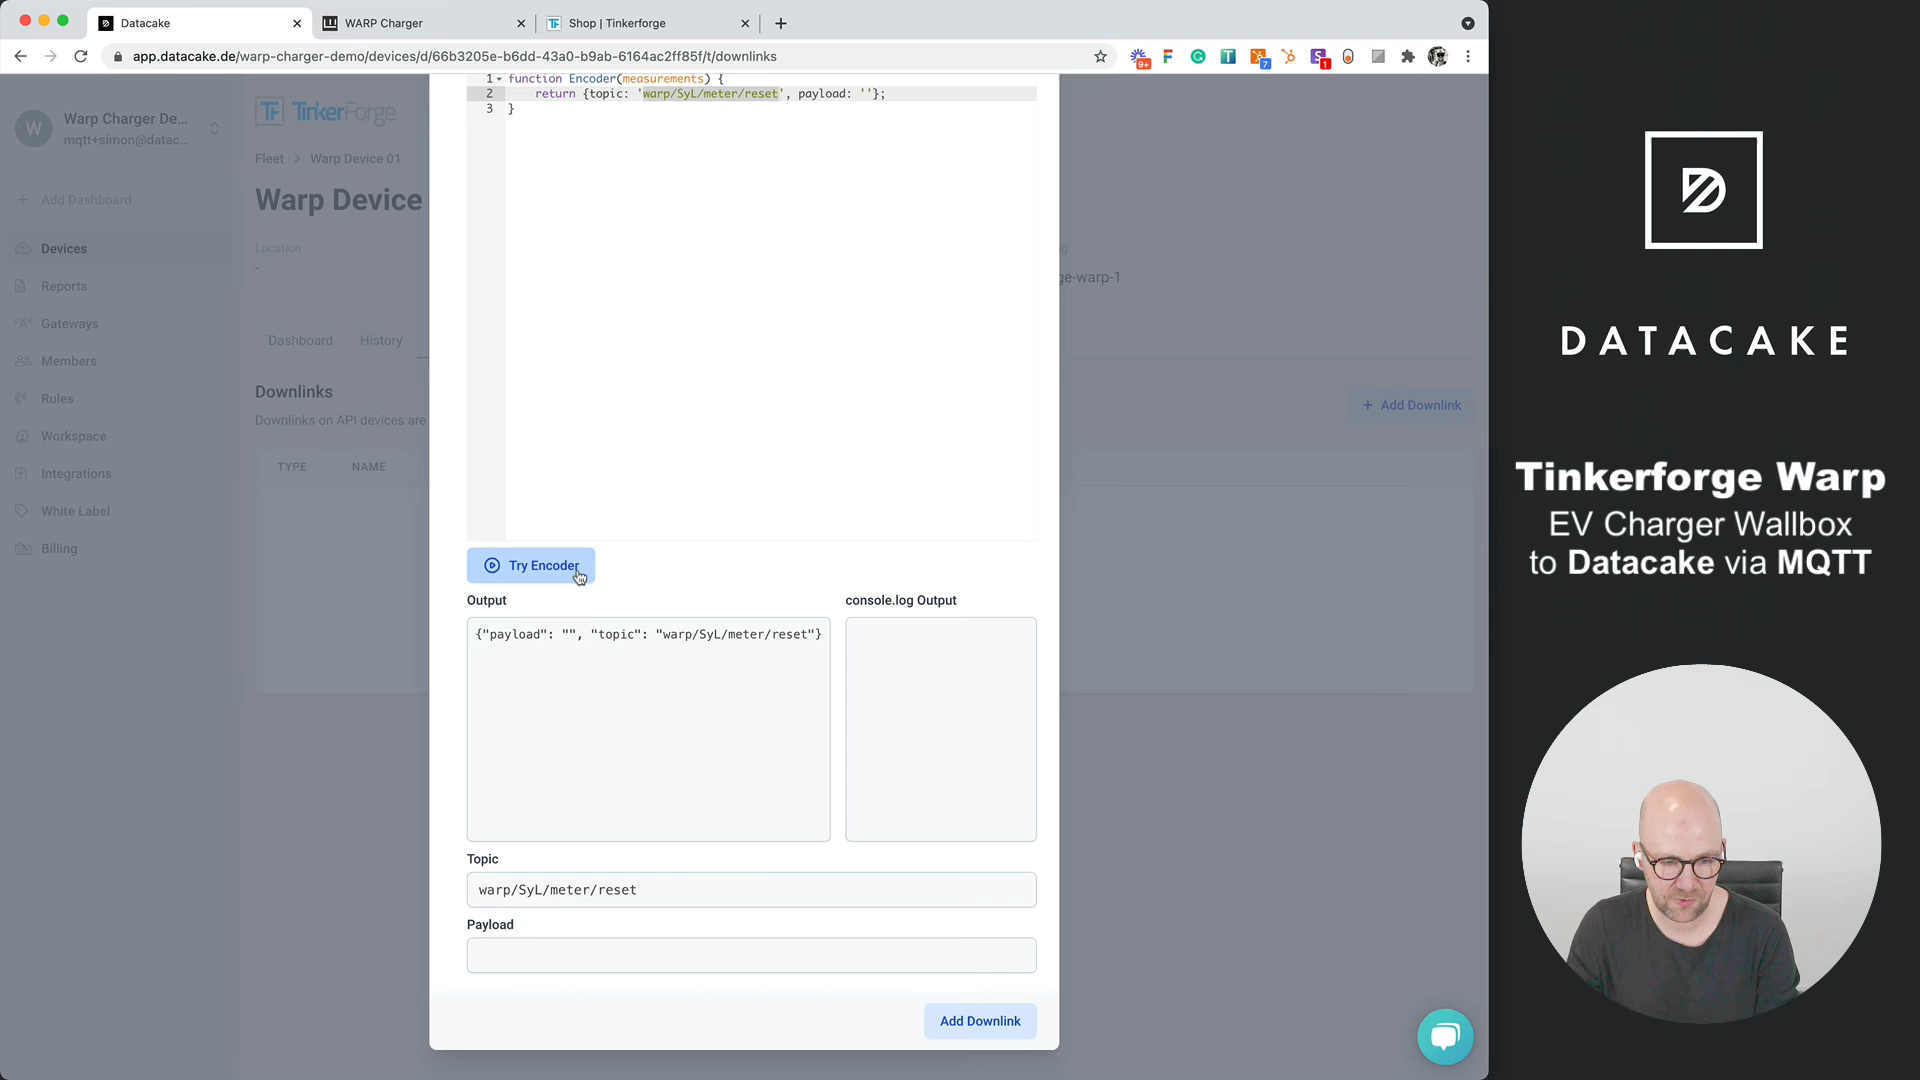 Datacake
WARP Charger
Shop | Tinkerforge
app.datacake.de/warp-charger-demo/devices/d/66b3205e-b6dd-43a0-b9ab-6164ac2ff85f/t/downlinks
9+
7
1
W
Warp Charger De...
mqtt+simon@datac...
Add Dashboard
Devices
Reports
Gateways
Members
Rules
Workspace
Integrations
White Label
Billing
TinkerForge
Fleet > Warp Device 01
Warp Device
Location
-
ge-warp-1
Dashboard
History
Downlinks
Downlinks on API devices are
+ Add Downlink
TYPE
NAME
1 function Encoder(measurements) {
2 return {topic: 'warp/SyL/meter/reset', payload: ''};
3 }
Try Encoder
Output
console.log Output
{"payload": "", "topic": "warp/SyL/meter/reset"}
Topic
warp/SyL/meter/reset
Payload
Add Downlink
DATACAKE
Tinkerforge Warp
EV Charger Wallbox
to Datacake via MQTT